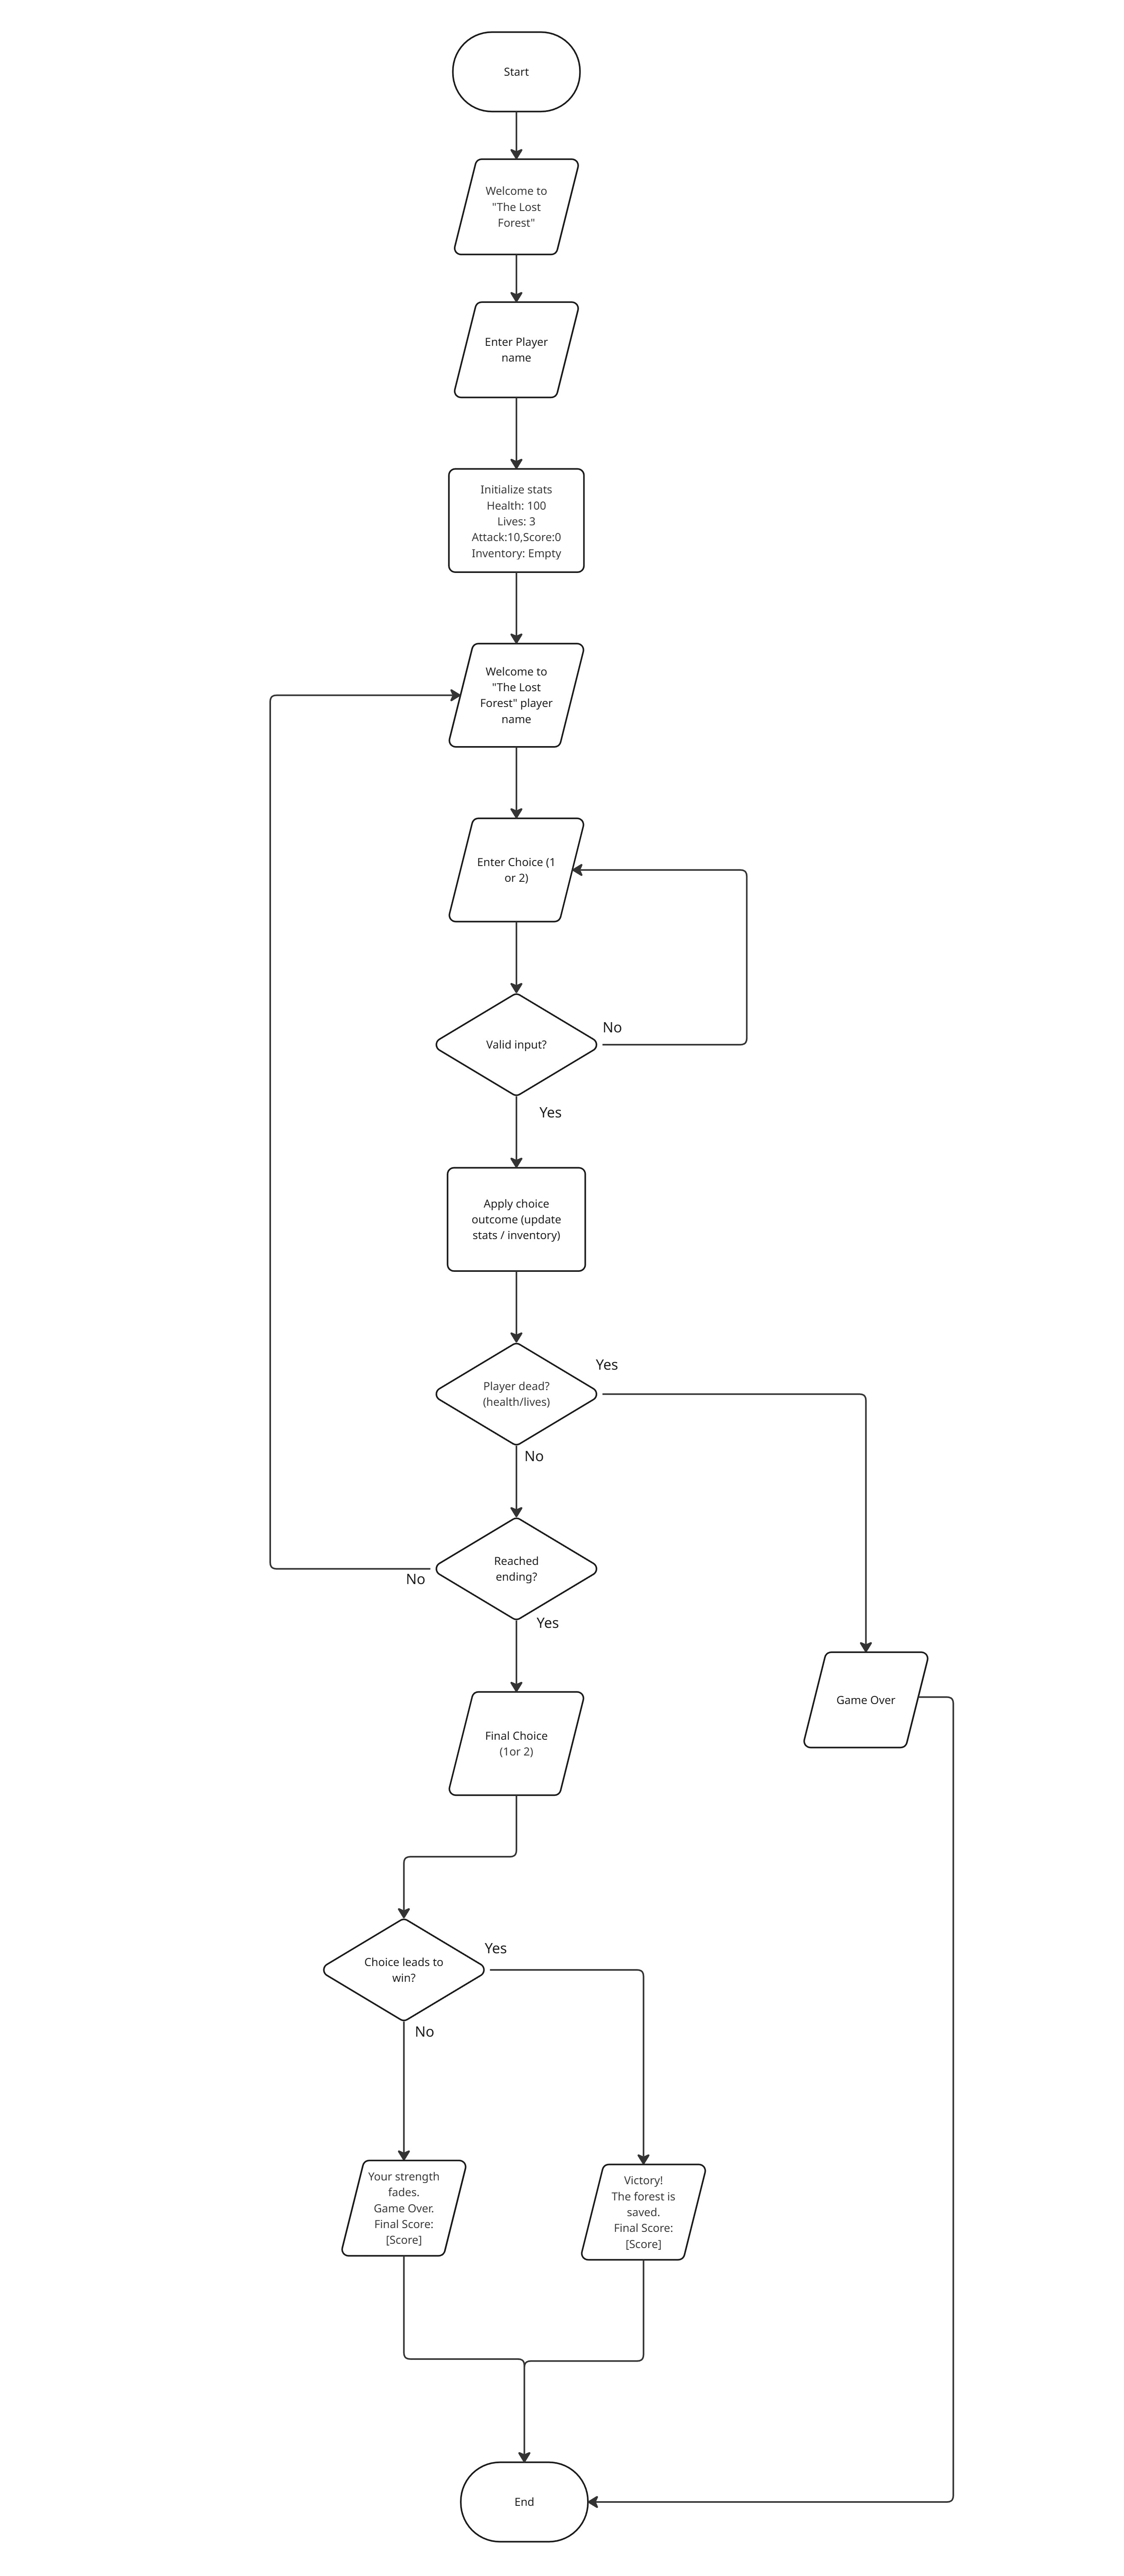 Start
Welcome to
"The Lost
Forest"
Enter Player
name
Initialize stats
Health: 100
Lives: 3
Attack:10,Score:0
Inventory: Empty
Welcome to
"The Lost
Forest" player
name
Enter Choice (1
or 2)
Valid input?
No
Yes
Apply choice
outcome (update
stats / inventory)
Player dead?
(health/lives)
Yes
No
Reached
ending?
No
Yes
Game Over
Final Choice
(1or 2)
Choice leads to
win?
Yes
No
Your strength
fades.
Game Over.
Final Score:
[Score]
Victory!
The forest is
saved.
Final Score:
[Score]
End